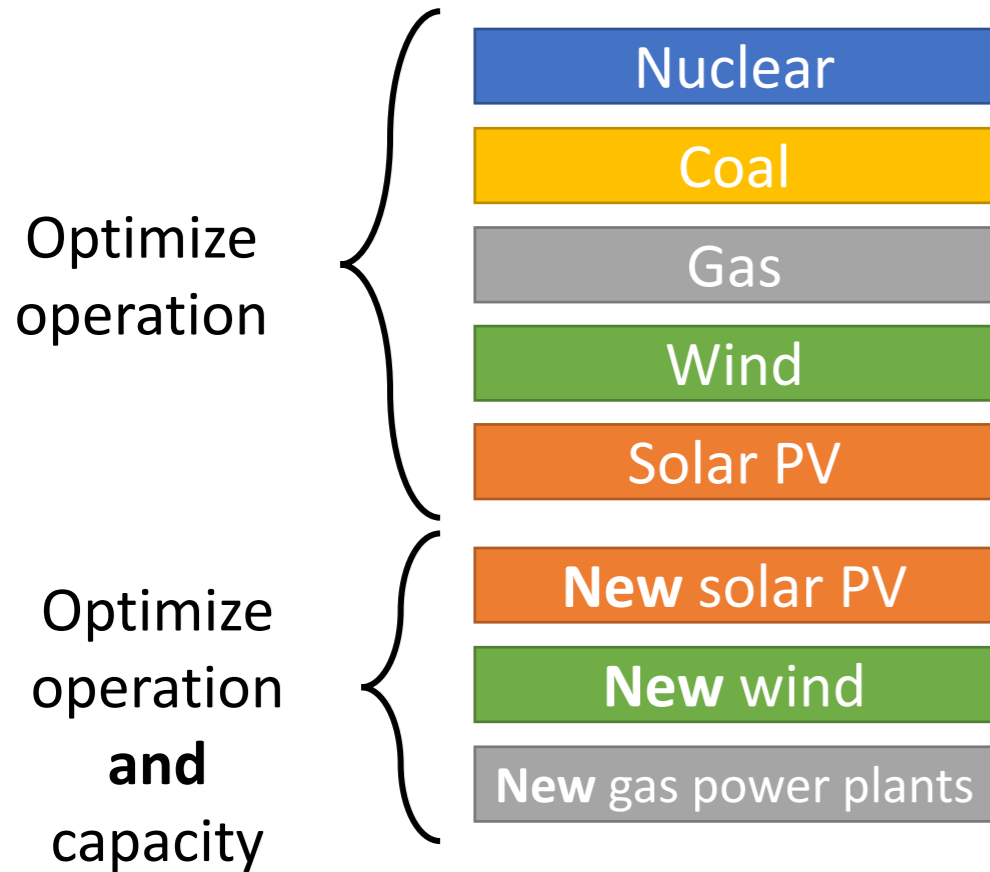 Optimize
operation
Nuclear
Coal
Gas
Wind
Solar PV
Optimize
operation
and
capacity
New solar PV
New wind
New gas power plants